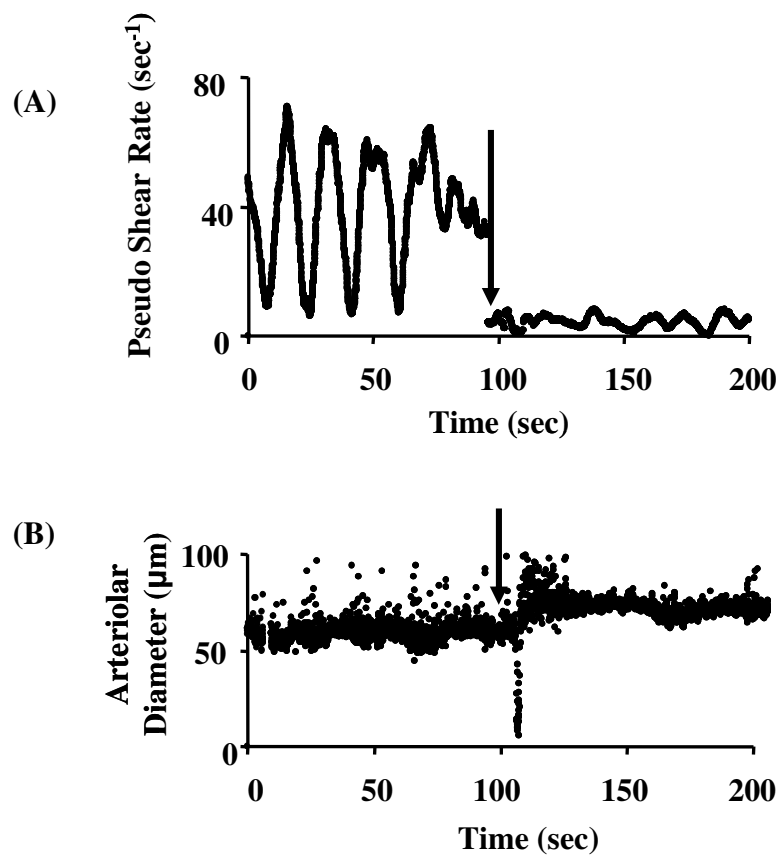 (A)
Pseudo Shear Rate (sec-1)
80
40
0
0 50 100 150 200
Time (sec)
(B)
Arteriolar
Diameter (µm)
100
50
0
0 50 100 150 200
Time (sec)